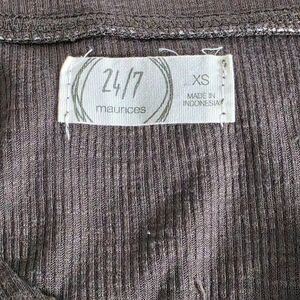 24/7
maurices
XS
MADE IN
INDONESIA